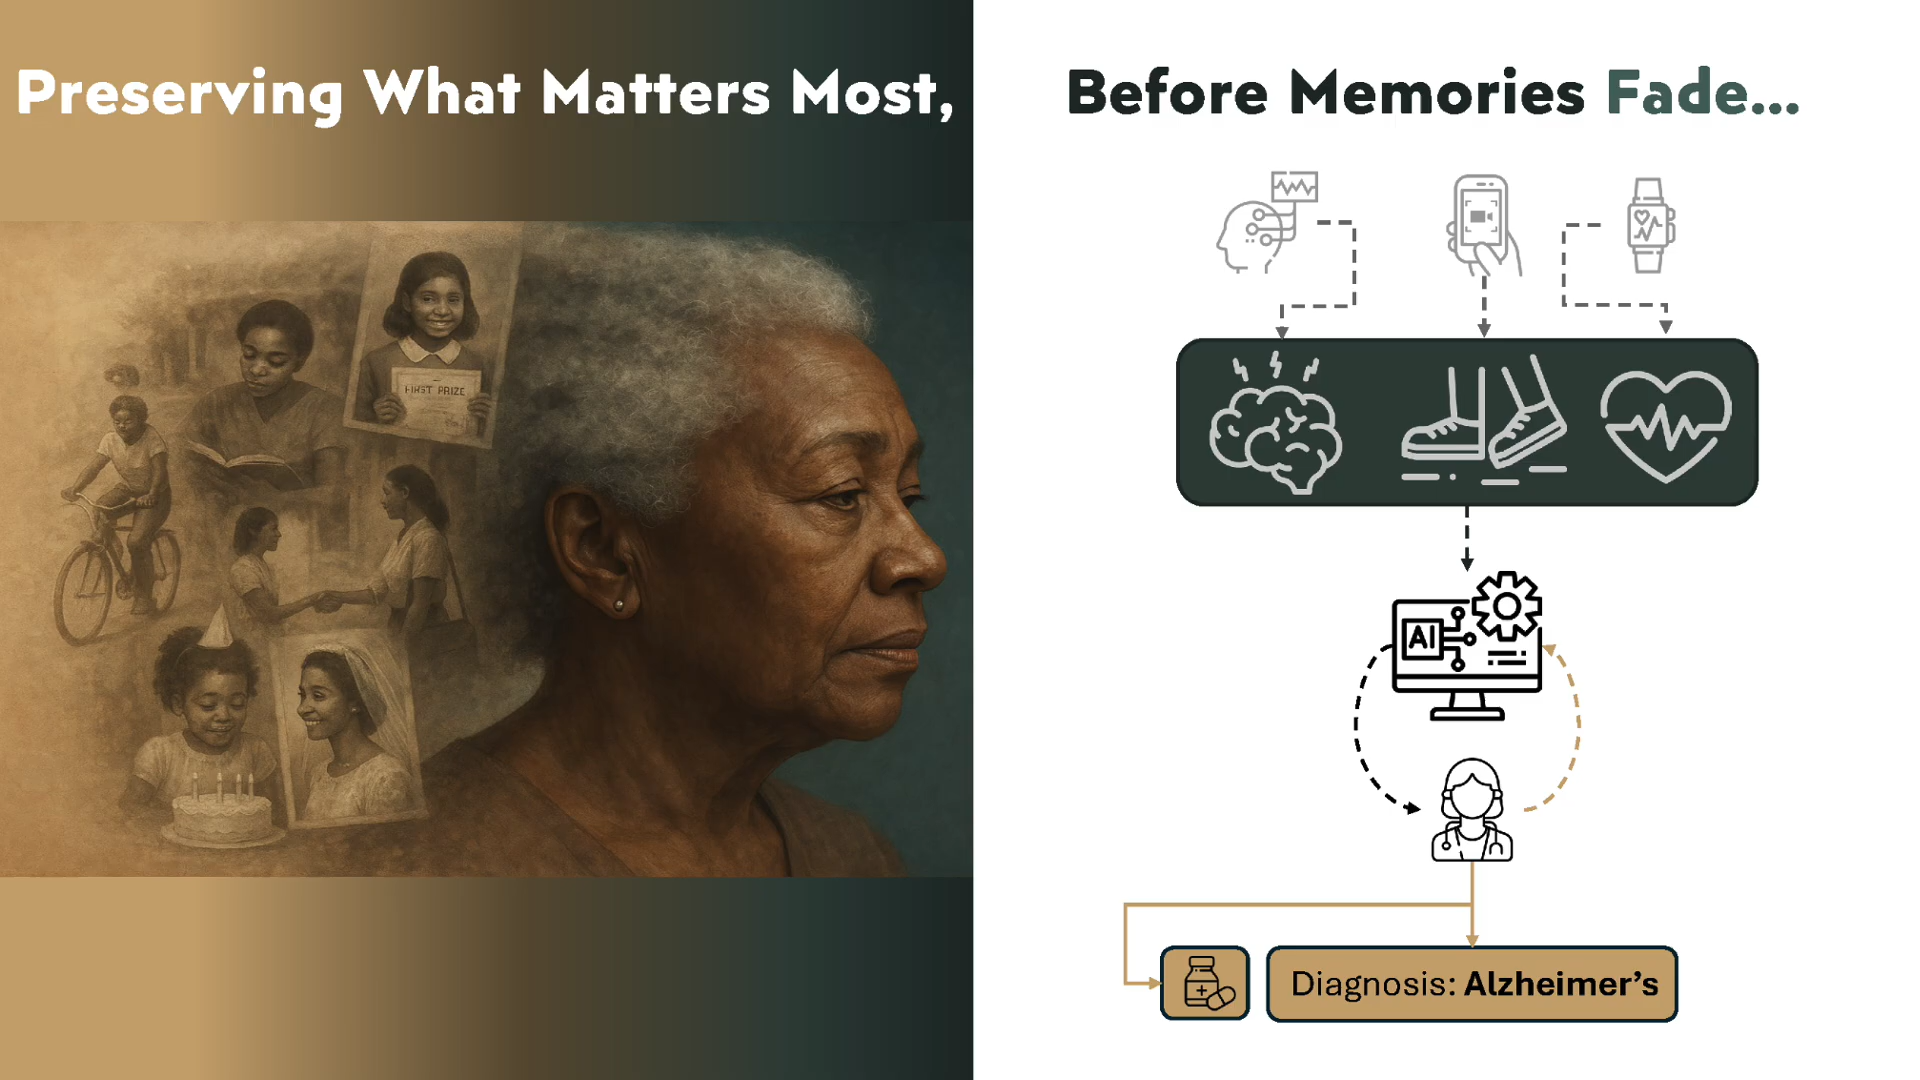 Preserving What Matters Most,
Before Memories Fade...
FIRST PRIZE
AI
Diagnosis: Alzheimer's